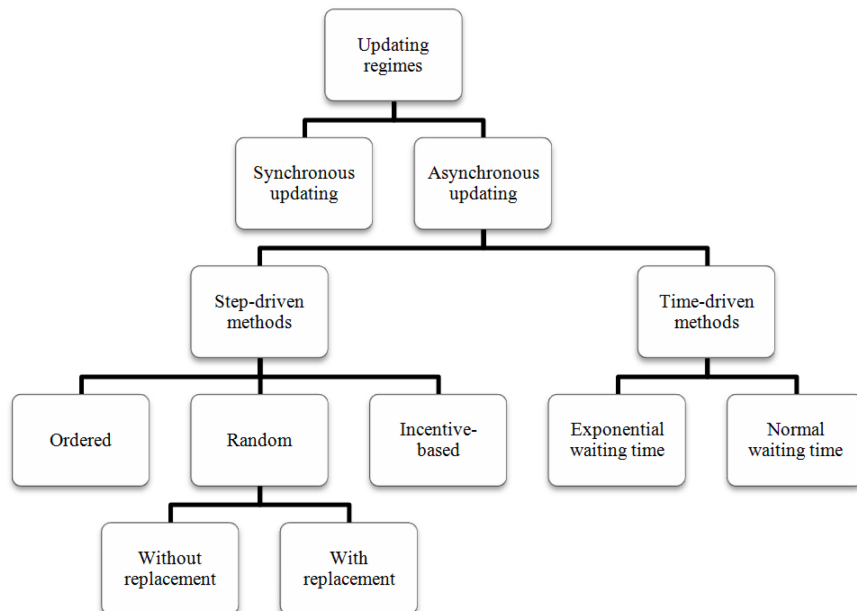 Updating
regimes
Synchronous
updating
Asynchronous
updating
Step-driven
methods
Time-driven
methods
Ordered
Random
Incentive-
based
Exponential
waiting time
Normal
waiting time
Without
replacement
With
replacement